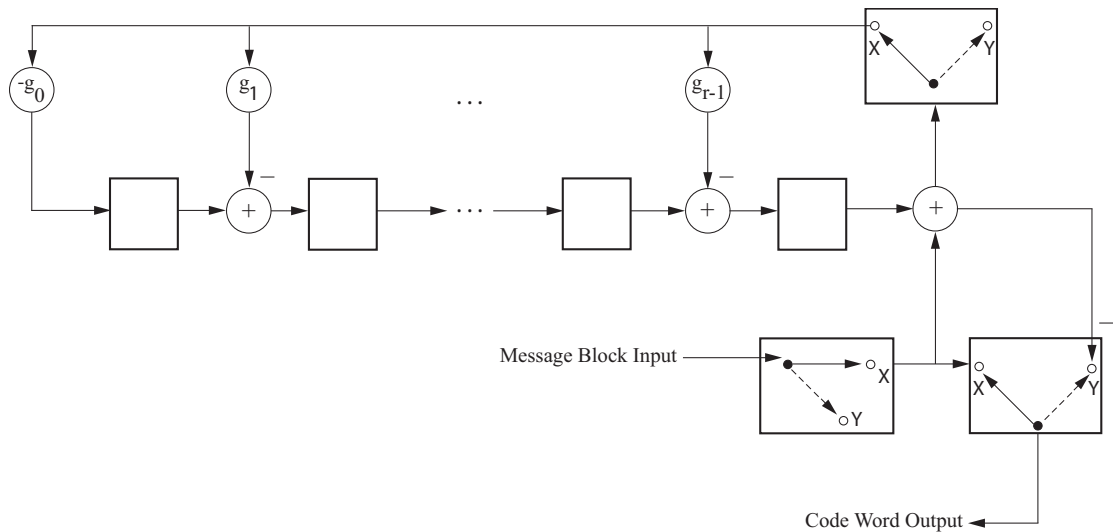 X Y
-g0 g1 ... gr-1
− −
+ ... + +
−
Message Block Input
X X Y
Y
Code Word Output